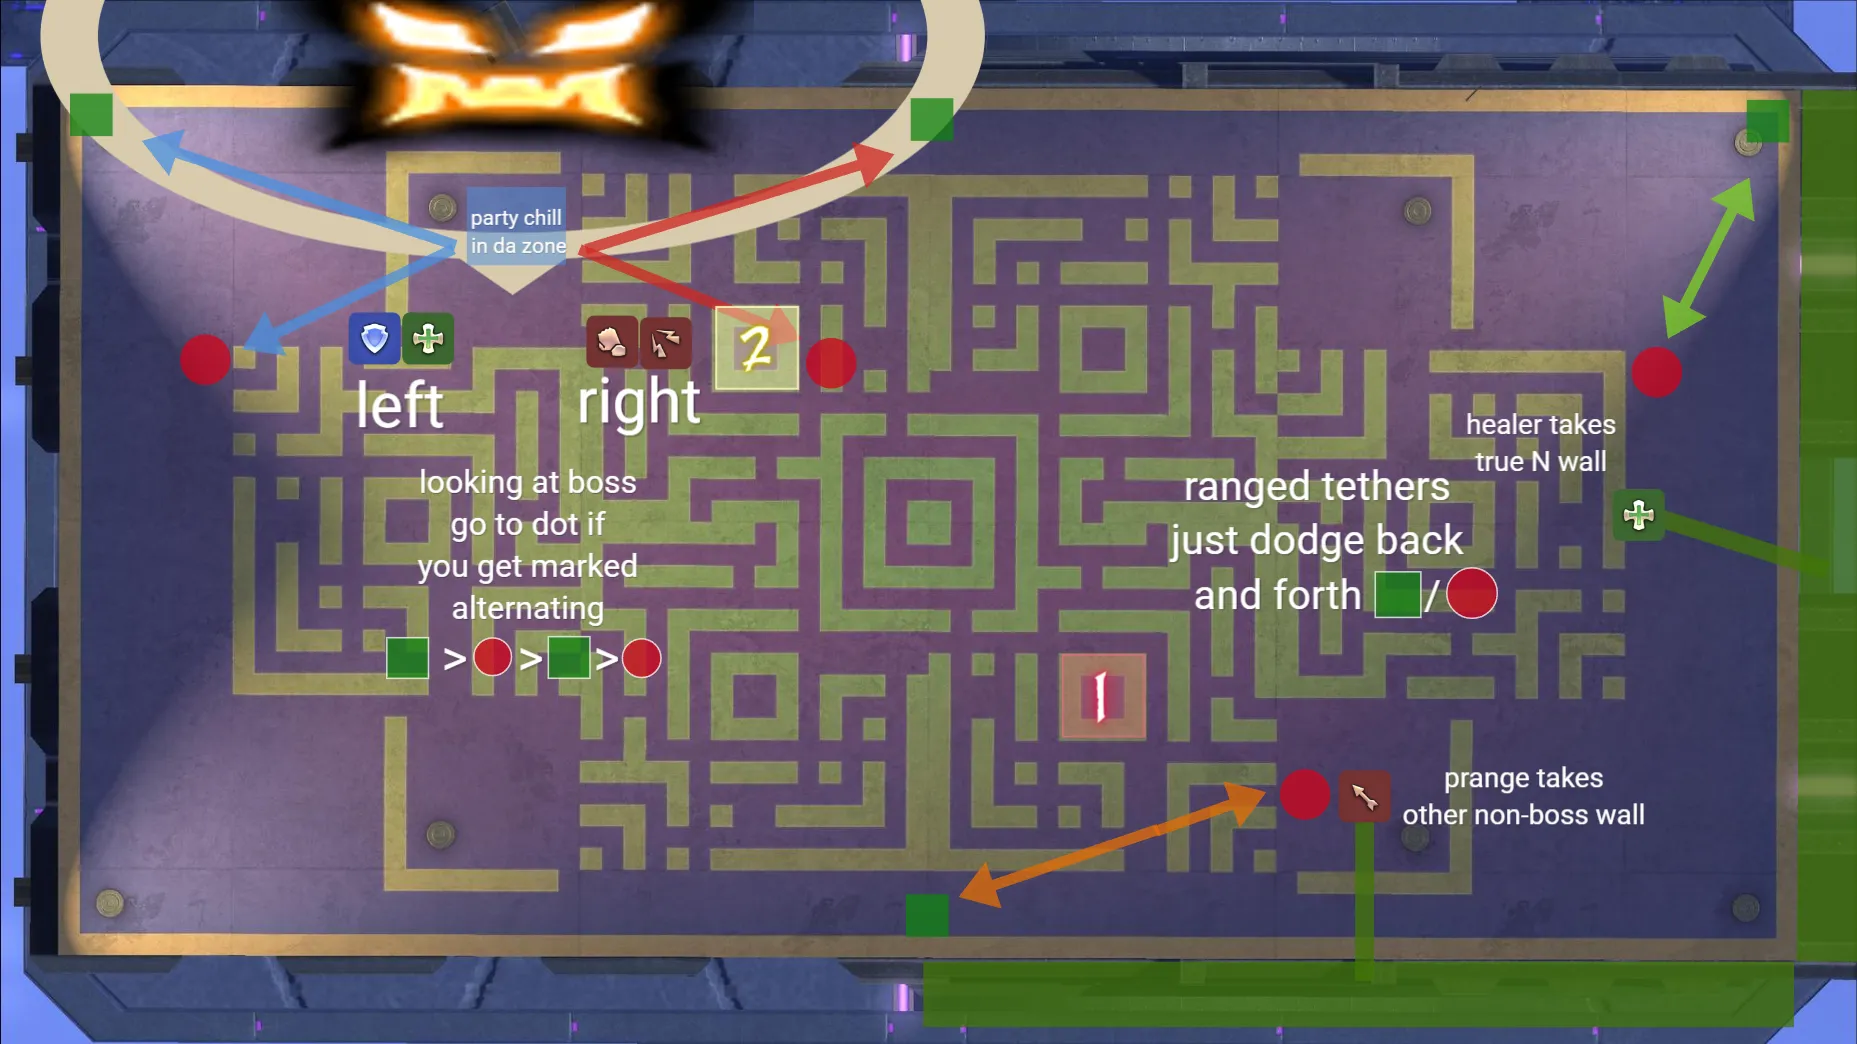 party chill
in da zone
2
left
right
looking at boss
go to dot if
you get marked
alternating
> > >
healer takes
true N wall
ranged tethers
just dodge back
and forth /
1
prange takes
other non-boss wall